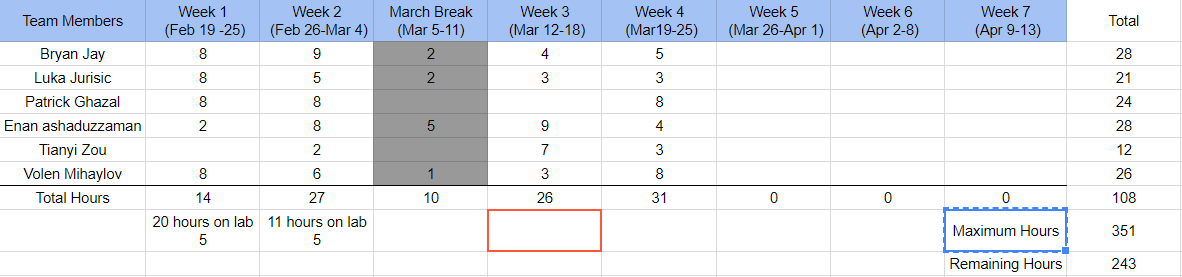 Team Members Week 1 (Feb 19 -25) Week 2 (Feb 26-Mar 4) March Break (Mar 5-11) Week 3 (Mar 12-18) Week 4 (Mar19-25) Week 5 (Mar 26-Apr 1) Week 6 (Apr 2-8) Week 7 (Apr 9-13) Total
Bryan Jay 8 9 2 4 5 28
Luka Jurisic 8 5 2 3 3 21
Patrick Ghazal 8 8 8 24
Enan ashaduzzaman 2 8 5 9 4 28
Tianyi Zou 2 7 3 12
Volen Mihaylov 8 6 1 3 8 26
Total Hours 14 27 10 26 31 0 0 0 108
20 hours on lab 5 11 hours on lab 5 Maximum Hours 351
Remaining Hours 243